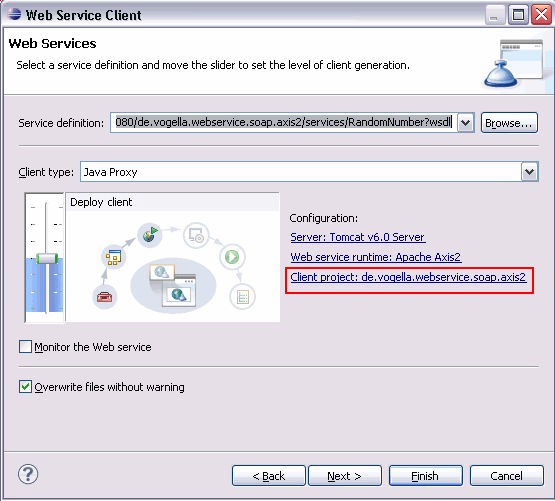 Web Service Client
Web Services
Select a service definition and move the slider to set the level of client generation.
Service definition: 080/de.vogella.webservice.soap.axis2/services/RandomNumber?wsdl Browse...
Client type: Java Proxy
Deploy client
Configuration:
Server: Tomcat v6.0 Server
Web service runtime: Apache Axis2
Client project: de.vogella.webservice.soap.axis2
Monitor the Web service
Overwrite files without warning
? < Back Next > Finish Cancel